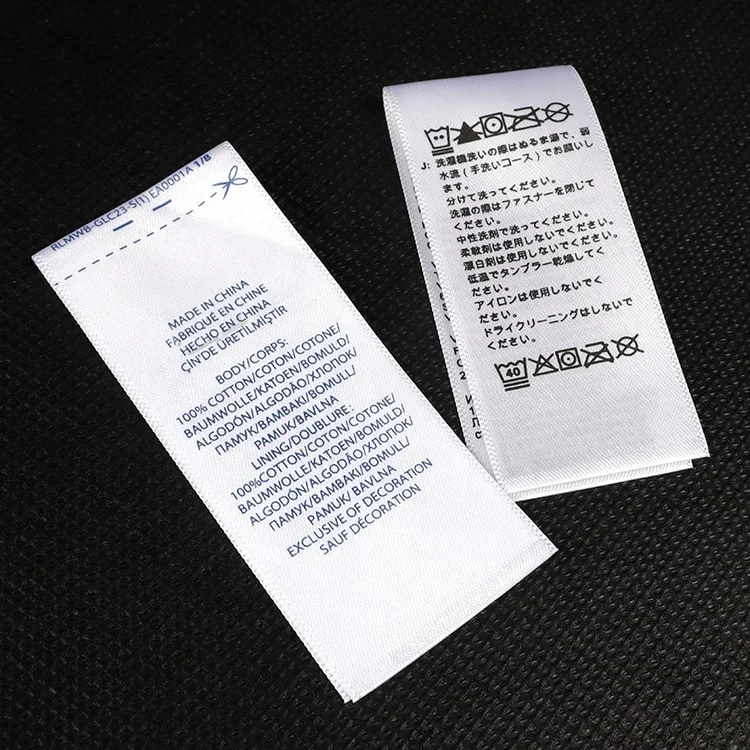 RLMWB-GLC23-S(1) EA0001A 1/8
MADE IN CHINA
FABRIQUÉ EN CHINE
HECHO EN CHINA
ÇIN'DE ÜRETİLMİŞTİR
BODY/CORPS:
100% COTTON/COTON/COTONE/
BAUMWOLLE/KATOEN/BOMULD/
ALGODÓN/ALGODÃO/ХЛОПОК/
ПАМУК/BAMBAKI/BOMULL/
PAMUK/BAVLNA
LINING/DOUBLURE:
100%COTTON/COTON/COTONE/
BAUMWOLLE/KATOEN/BOMULD/
ALGODÓN/ALGODÃO/ХЛОПОК/
ПАМУК/BAMBAKI/BOMULL/
PAMUK/ BAVLNA
EXCLUSIVE OF DECORATION
SAUF DÉCORATION
J: 洗濯機洗いの際はぬるま湯で、弱
水流（手洗いコース）でお願いし
ます。
分けて洗ってください。
洗濯の際はファスナーを閉じて
ください。
中性洗剤で洗ってください。
柔軟剤は使用しないでください。
漂白剤は使用しないでください。
低温でタンブラー乾燥してく
ださい。
アイロンは使用しないでく
ださい。
ドライクリーニングはしないで
ください。
40